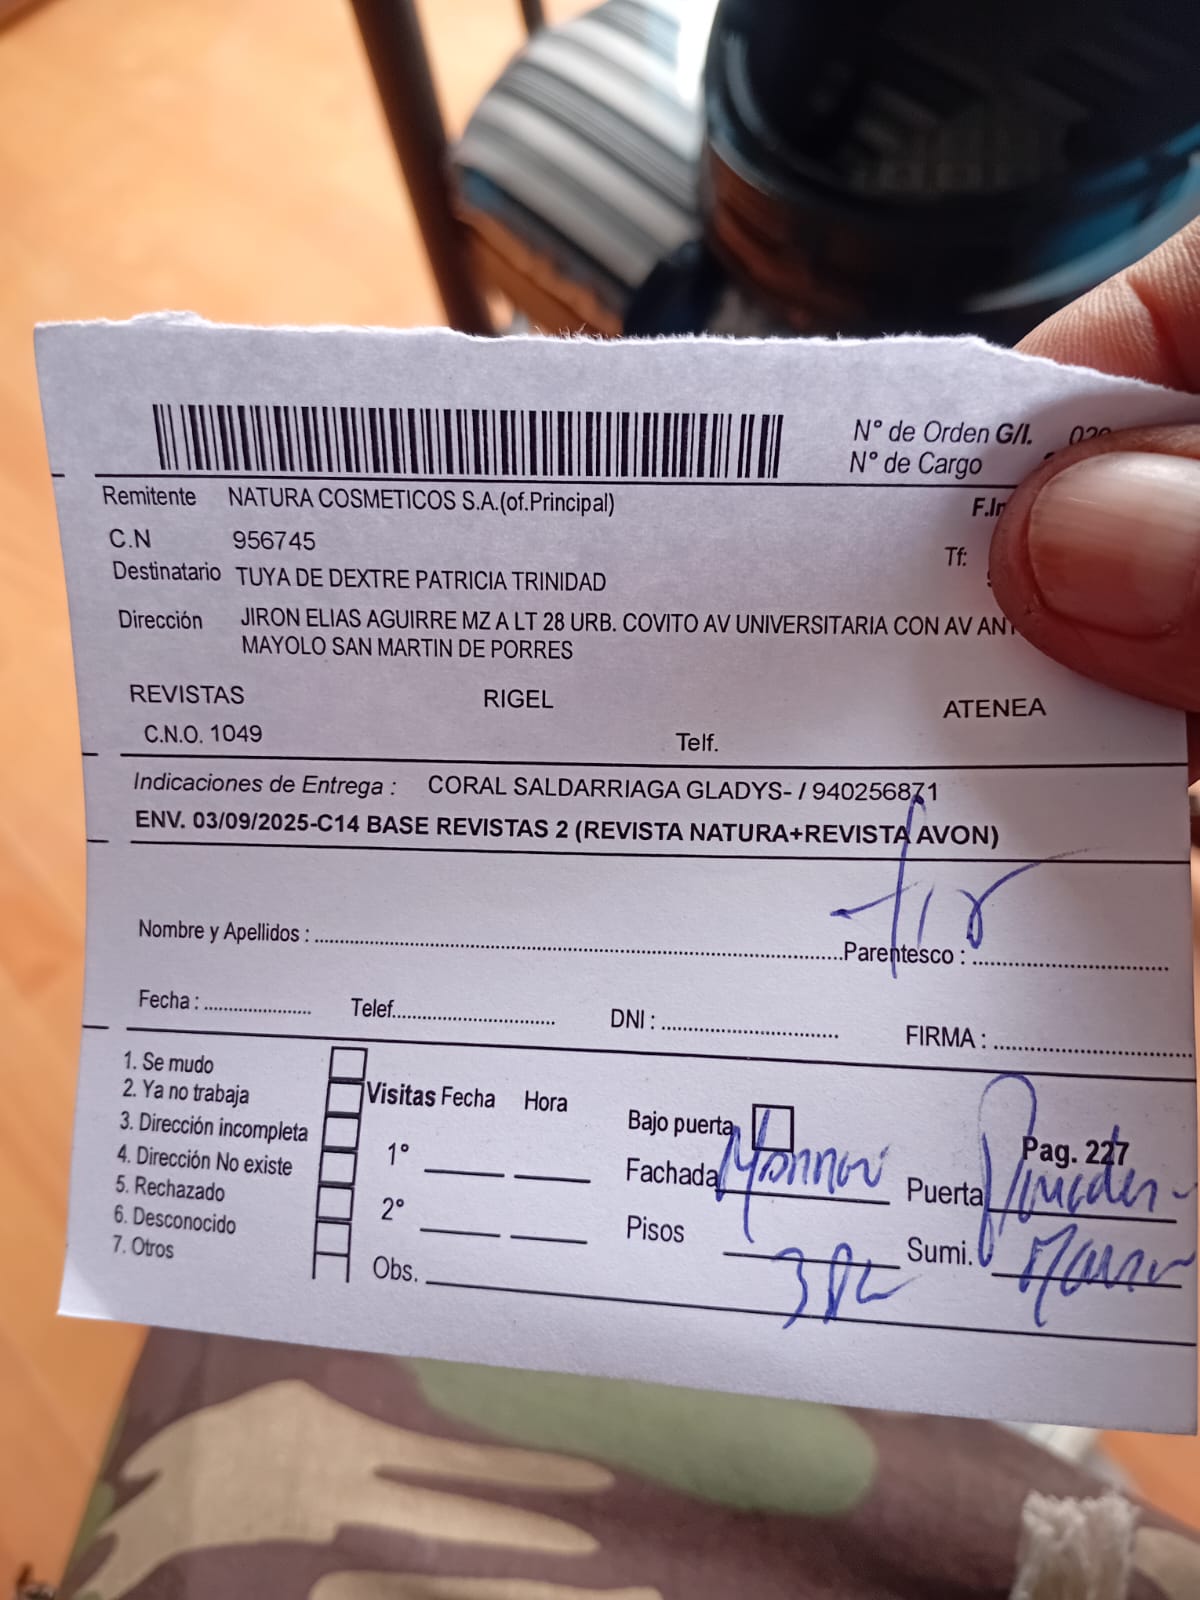 N° de Orden G/I.
N° de Cargo
Remitente NATURA COSMETICOS S.A.(of.Principal)
C.N 956745
Tf:
Destinatario TUYA DE DEXTRE PATRICIA TRINIDAD
Dirección JIRON ELIAS AGUIRRE MZ A LT 28 URB. COVITO AV UNIVERSITARIA CON AV
MAYOLO SAN MARTIN DE PORRES
REVISTAS RIGEL ATENEA
C.N.O. 1049 Telf.
Indicaciones de Entrega : CORAL SALDARRIAGA GLADYS- / 940256871
ENV. 03/09/2025-C14 BASE REVISTAS 2 (REVISTA NATURA+REVISTA AVON)
Nombre y Apellidos : Parentesco :
Fecha : Telef. DNI : FIRMA :
1. Se mudo
2. Ya no trabaja
3. Dirección incompleta
4. Dirección No existe
5. Rechazado
6. Desconocido
7. Otros
Visitas Fecha Hora
1°
2°
Obs.
Bajo puerta
Pag. 227
Fachada Puerta
Pisos Sumi.